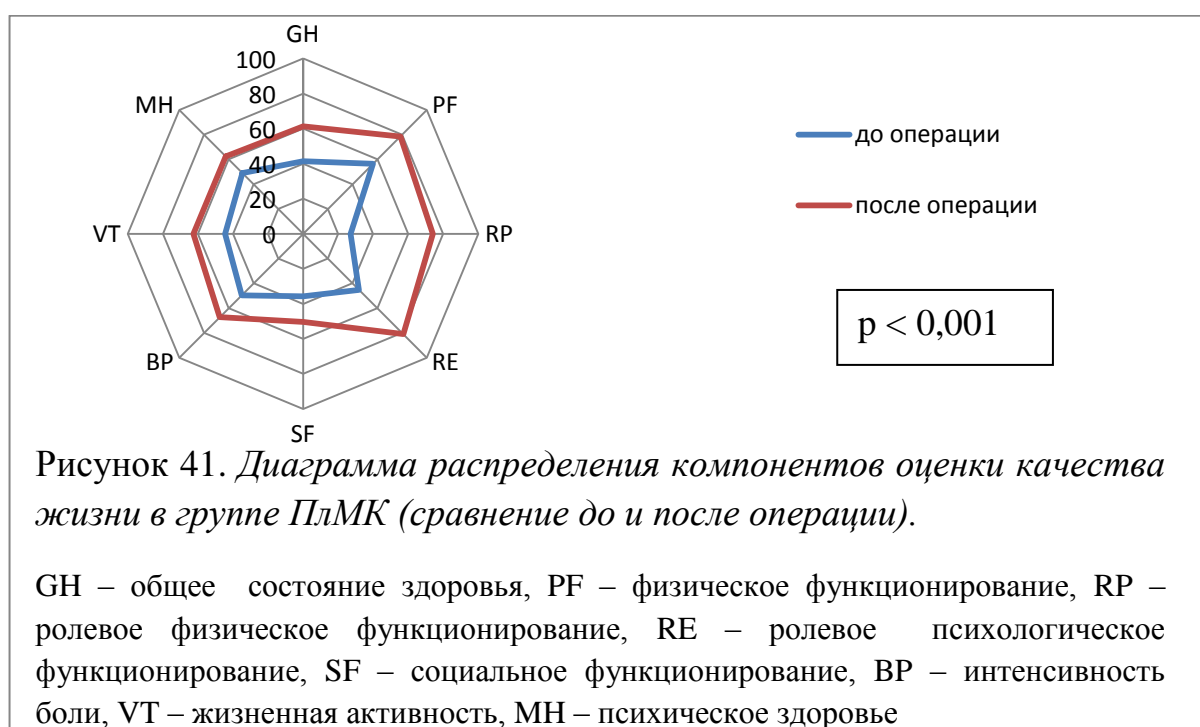 GH
100
MH
80
PF
60
40
20
VT
0
RP
BP
RE
SF
до операции
после операции
p < 0,001
Рисунок 41. Диаграмма распределения компонентов оценки качества
жизни в группе ПлМК (сравнение до и после операции).
GH – общее состояние здоровья, PF – физическое функционирование, RP –
ролевое физическое функционирование, RE – ролевое психологическое
функционирование, SF – социальное функционирование, BP – интенсивность
боли, VT – жизненная активность, MH – психическое здоровье